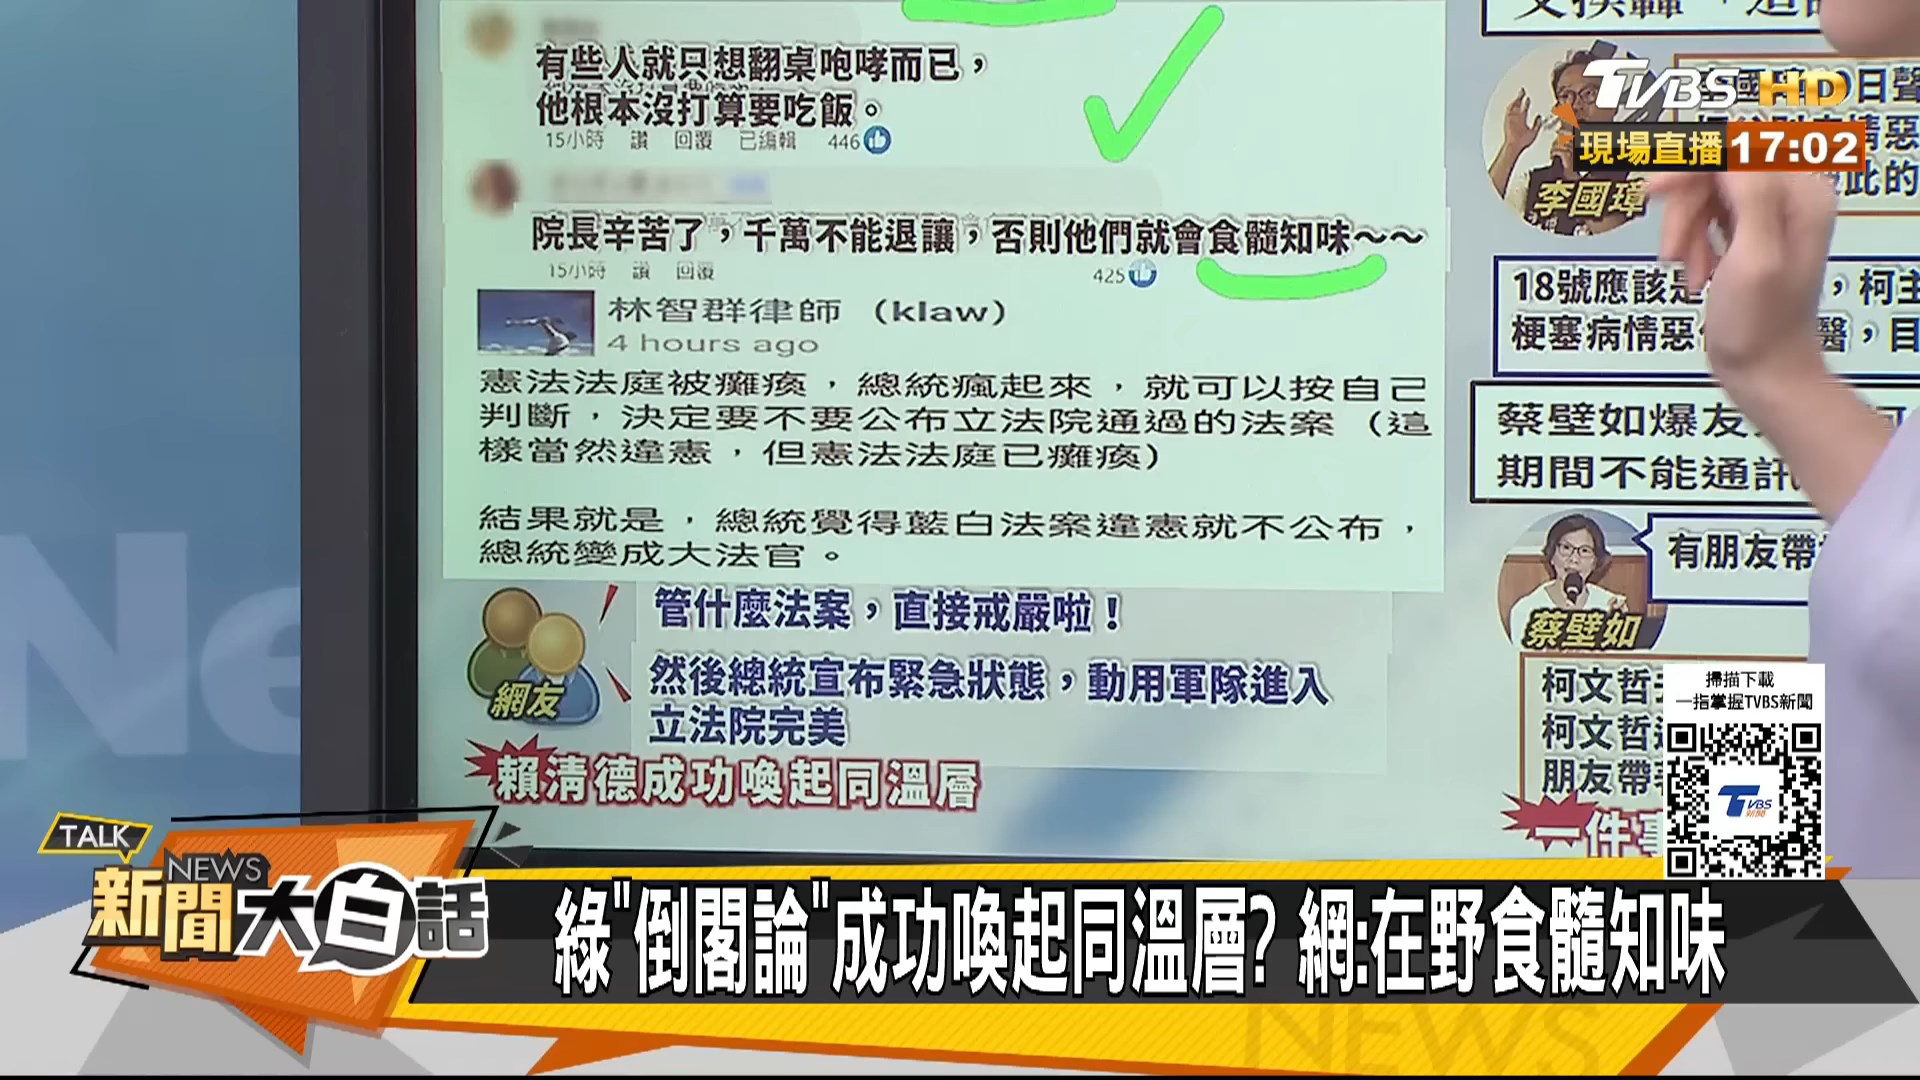 有些人就只想翻桌咆哮而已，
他根本沒打算要吃飯。
15小時 讚 回覆 已編輯 446
院長辛苦了，千萬不能退讓，否則他們就會食髓知味～～
15小時 讚 回覆 425
林智群律師 (klaw)
4 hours ago
憲法法庭被癱瘓，總統瘋起來，就可以按自己
判斷，決定要不要公布立法院通過的法案（這
樣當然違憲，但憲法法庭已癱瘓）
結果就是，總統覺得藍白法案違憲就不公布，
總統變成大法官。
網友
管什麼法案，直接戒嚴啦！
然後總統宣布緊急狀態，動用軍隊進入
立法院完美
賴清德成功喚起同溫層
TVBS HD
現場直播 17:02
李國璋
18號應該是
，柯主
梗塞病情惡
醫，目
蔡壁如爆友
期間不能通訊
有朋友帶
蔡壁如
柯文哲
柯文哲
朋友帶
一件
掃描下載
一指掌握TVBS新聞
TVBS
新聞
TALK
NEWS
新聞大白話
綠"倒閣論"成功喚起同溫層? 網:在野食髓知味
NEWS
Ne